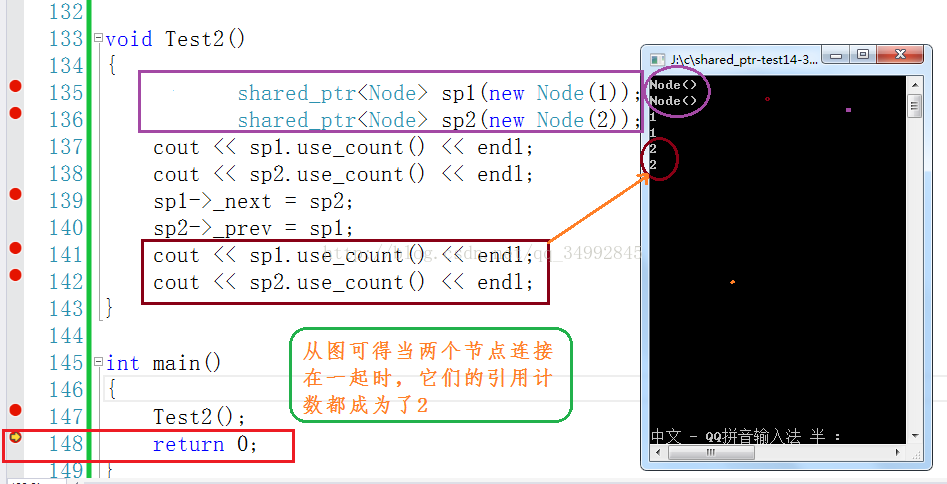 132
133 void Test2()
134 {
135 shared_ptr<Node> sp1(new Node(1));
136 shared_ptr<Node> sp2(new Node(2));
137 cout << sp1.use_count() << endl;
138 cout << sp2.use_count() << endl;
139 sp1->_next = sp2;
140 sp2->_prev = sp1;
141 cout << sp1.use_count() << endl;
142 cout << sp2.use_count() << endl;
143 }
144
145 int main()
146 {
147 Test2();
148 return 0;
149 }
从图可得当两个节点连接
在一起时，它们的引用计
数都成为了2
J:\c\shared_ptr-test14-3...
Node()
Node()
1
1
2
2
中文 - QQ拼音输入法 半 :